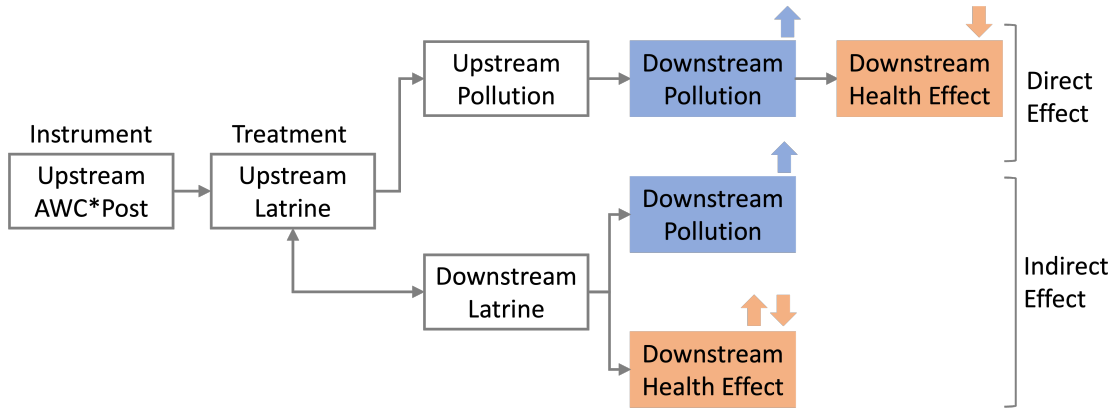 Instrument
Upstream
AWC*Post
Treatment
Upstream
Latrine
Upstream
Pollution
Downstream
Pollution
Downstream
Health Effect
Direct
Effect
Downstream
Latrine
Downstream
Pollution
Downstream
Health Effect
Indirect
Effect